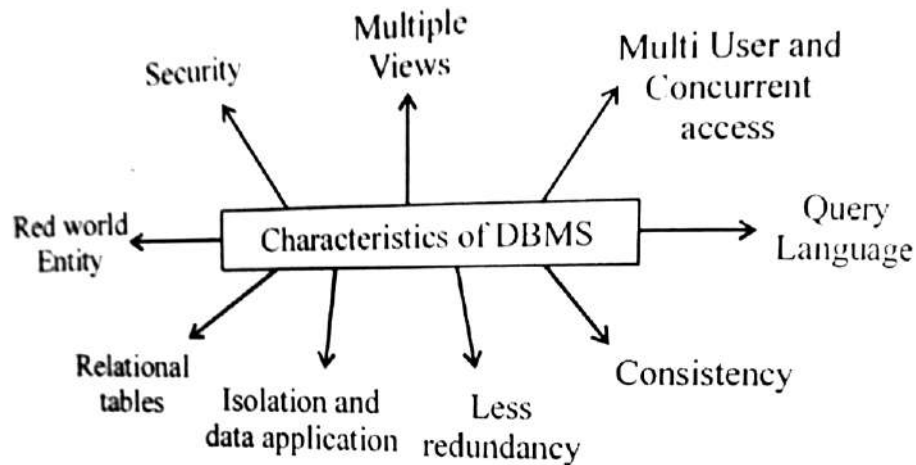 Security
Multiple
Views
Multi User and
Concurrent
access
Red world
Entity
Characteristics of DBMS
Query
Language
Relational
tables
Isolation and
data application
Less
redundancy
Consistency